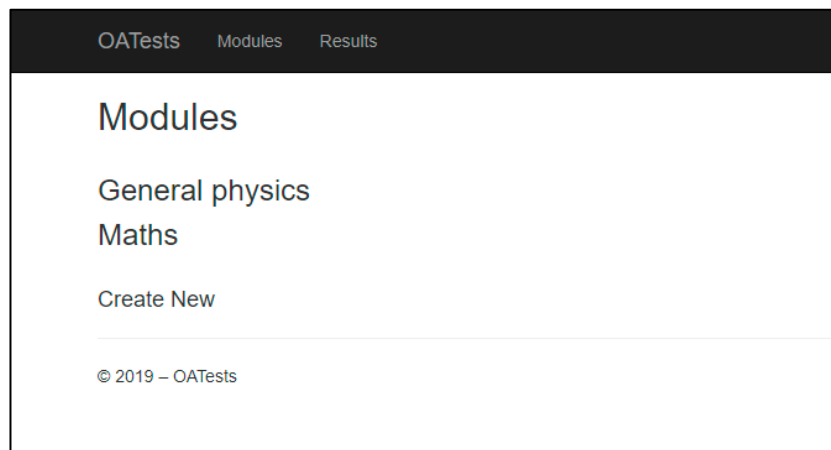 OATests Modules Results
Modules
General physics
Maths
Create New
© 2019 – OATests